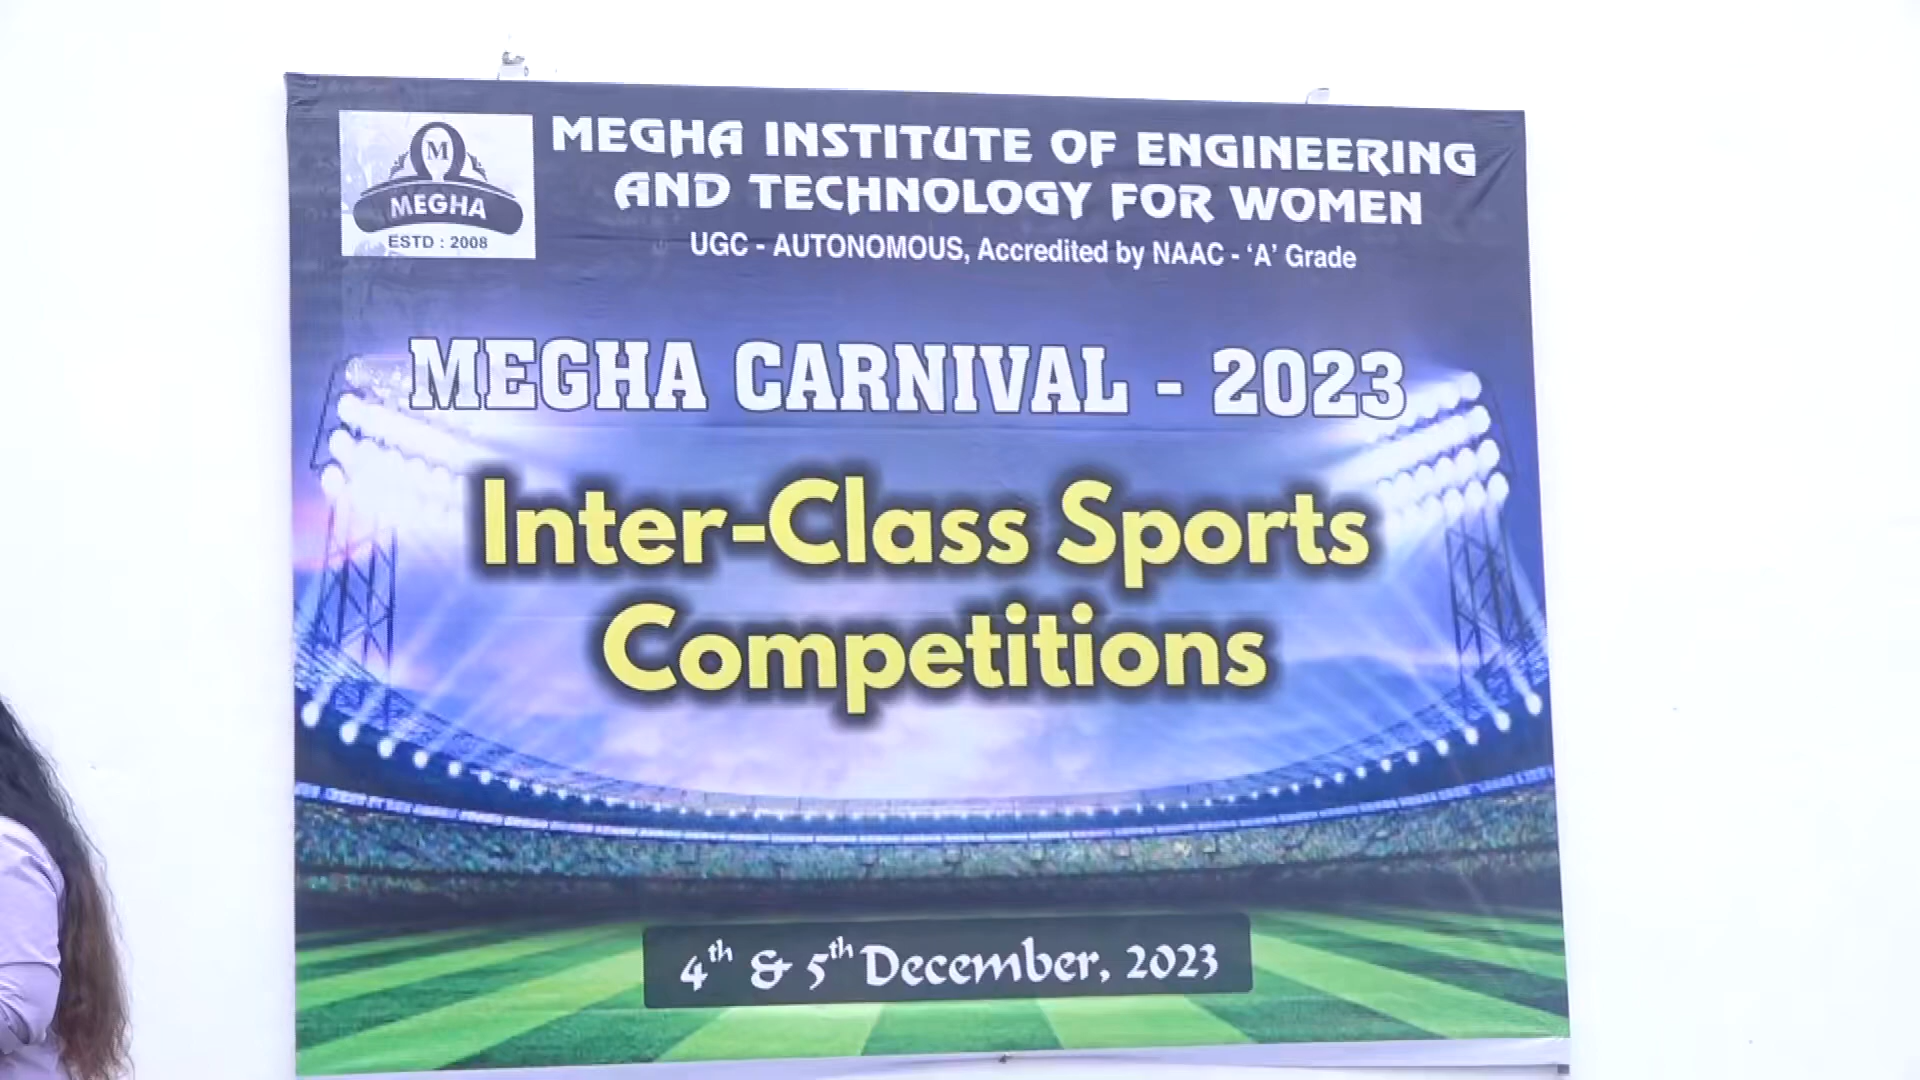 M
MEGHA
ESTD : 2008
MEGHA INSTITUTE OF ENGINEERING
AND TECHNOLOGY FOR WOMEN
UGC - AUTONOMOUS, Accredited by NAAC - ‘A’ Grade
MEGHA CARNIVAL - 2023
Inter-Class Sports
Competitions
4th & 5th December, 2023